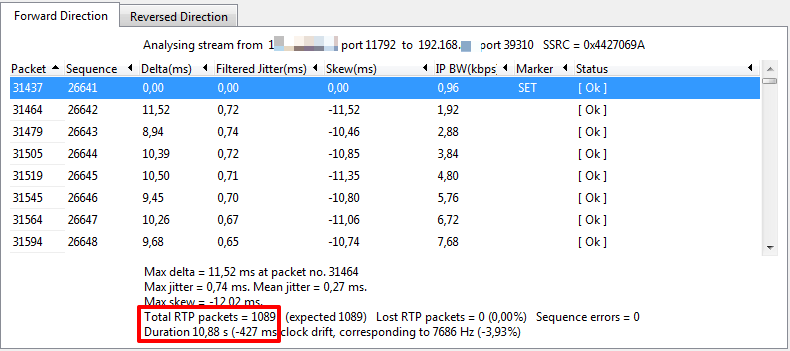 Forward Direction Reversed Direction
Analysing stream from 1 port 11792 to 192.168. port 39310 SSRC = 0x4427069A
Packet Sequence Delta(ms) Filtered Jitter(ms) Skew(ms) IP BW(kbps) Marker Status
31437 26641 0,00 0,00 0,00 0,96 SET [ Ok ]
31464 26642 11,52 0,72 -11,52 1,92 [ Ok ]
31479 26643 8,94 0,74 -10,46 2,88 [ Ok ]
31505 26644 10,39 0,72 -10,85 3,84 [ Ok ]
31519 26645 10,50 0,71 -11,35 4,80 [ Ok ]
31545 26646 9,45 0,70 -10,80 5,76 [ Ok ]
31564 26647 10,26 0,67 -11,06 6,72 [ Ok ]
31594 26648 9,68 0,65 -10,74 7,68 [ Ok ]
Max delta = 11,52 ms at packet no. 31464
Max jitter = 0,74 ms. Mean jitter = 0,27 ms.
Max skew = -12,02 ms.
Total RTP packets = 1089 (expected 1089) Lost RTP packets = 0 (0,00%) Sequence errors = 0
Duration 10,88 s (-427 ms clock drift, corresponding to 7686 Hz (-3,93%)